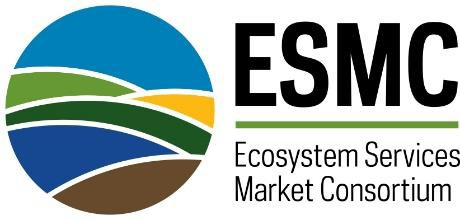 ESMC
Ecosystem Services
Market Consortium